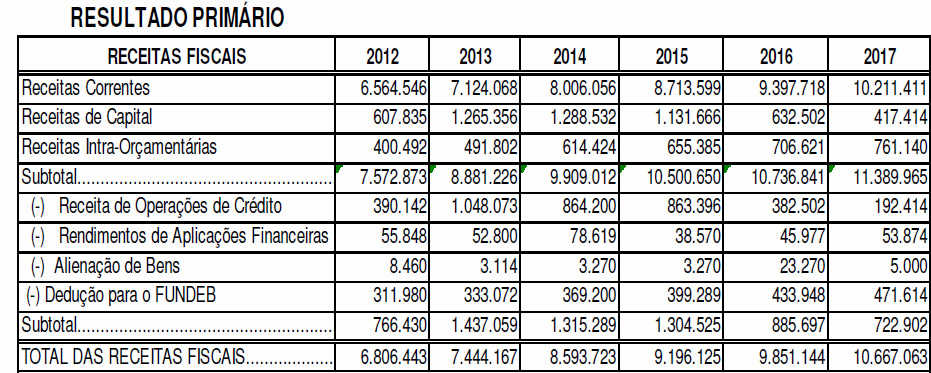 RESULTADO PRIMÁRIO
RECEITAS FISCAIS 2012 2013 2014 2015 2016 2017
Receitas Correntes 6.564.546 7.124.068 8.006.056 8.713.599 9.397.718 10.211.411
Receitas de Capital 607.835 1.265.356 1.288.532 1.131.666 632.502 417.414
Receitas Intra-Orçamentárias 400.492 491.802 614.424 655.385 706.621 761.140
Subtotal........................................................ 7.572.873 8.881.226 9.909.012 10.500.650 10.736.841 11.389.965
(-) Receita de Operações de Crédito 390.142 1.048.073 864.200 863.396 382.502 192.414
(-) Rendimentos de Aplicações Financeiras 55.848 52.800 78.619 38.570 45.977 53.874
(-) Alienação de Bens 8.460 3.114 3.270 3.270 23.270 5.000
(-) Dedução para o FUNDEB 311.980 333.072 369.200 399.289 433.948 471.614
Subtotal........................................................ 766.430 1.437.059 1.315.289 1.304.525 885.697 722.902
TOTAL DAS RECEITAS FISCAIS................... 6.806.443 7.444.167 8.593.723 9.196.125 9.851.144 10.667.063